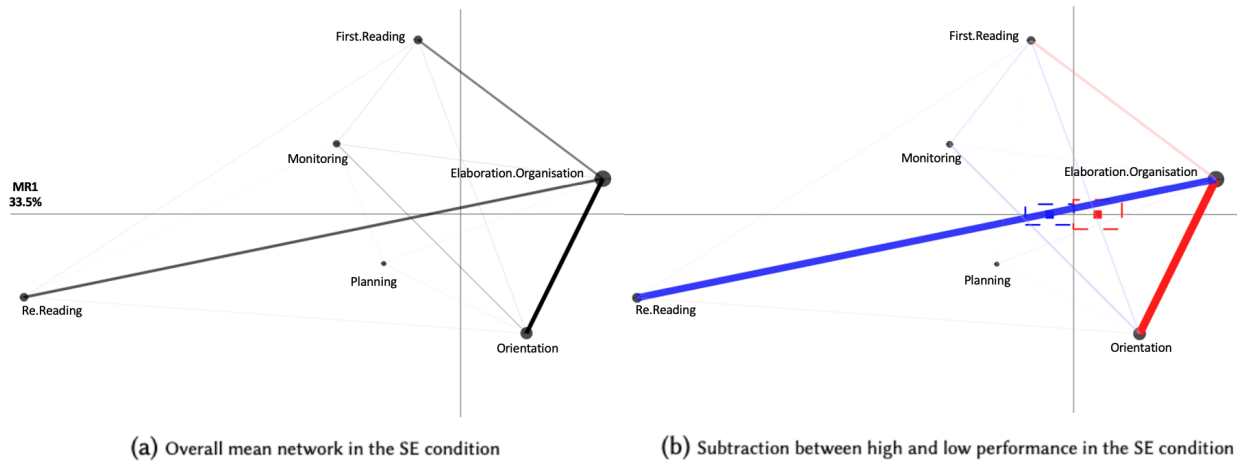 First.Reading
Monitoring
Elaboration.Organisation
MR1
33.5%
Planning
Re.Reading
Orientation
(a) Overall mean network in the SE condition
First.Reading
Monitoring
Elaboration.Organisation
Planning
Re.Reading
Orientation
(b) Subtraction between high and low performance in the SE condition